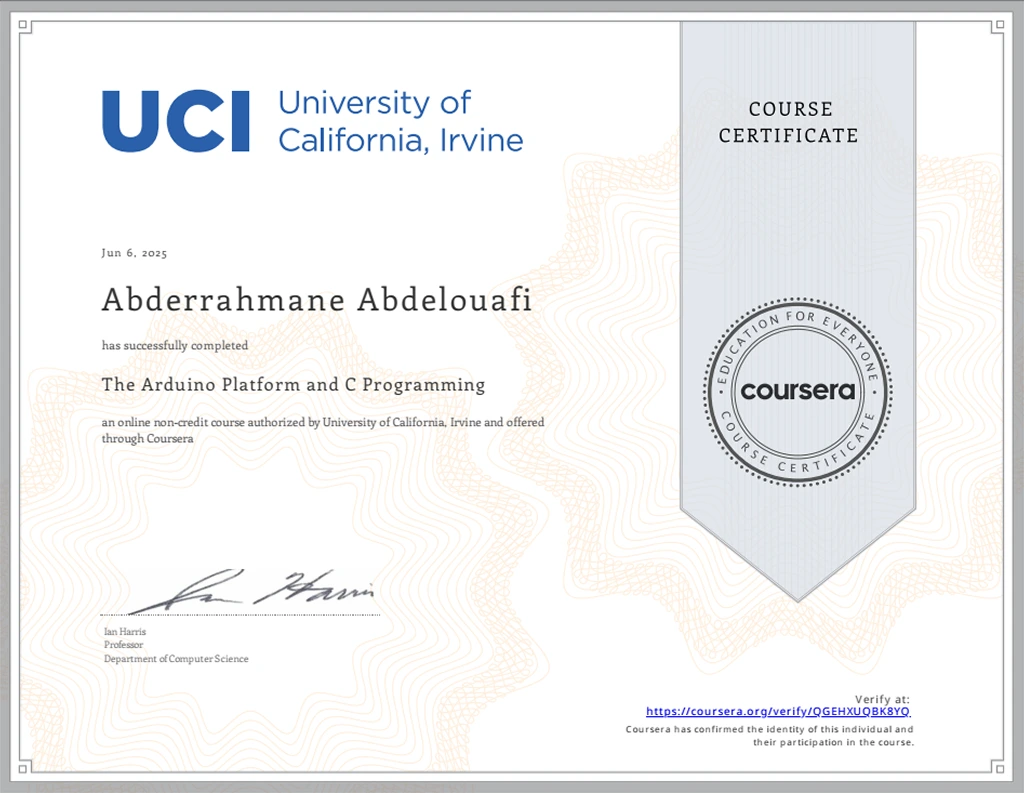 UCI University of
California, Irvine
COURSE
CERTIFICATE
Jun 6, 2025
Abderrahmane Abdelouafi
has successfully completed
The Arduino Platform and C Programming
an online non-credit course authorized by University of California, Irvine and offered
through Coursera
EDUCATION FOR EVERYONE
coursera
COURSE CERTIFICATE
Ian Harris
Ian Harris
Professor
Department of Computer Science
Verify at:
https://coursera.org/verify/QGEHXUQBK8YQ
Coursera has confirmed the identity of this individual and
their participation in the course.